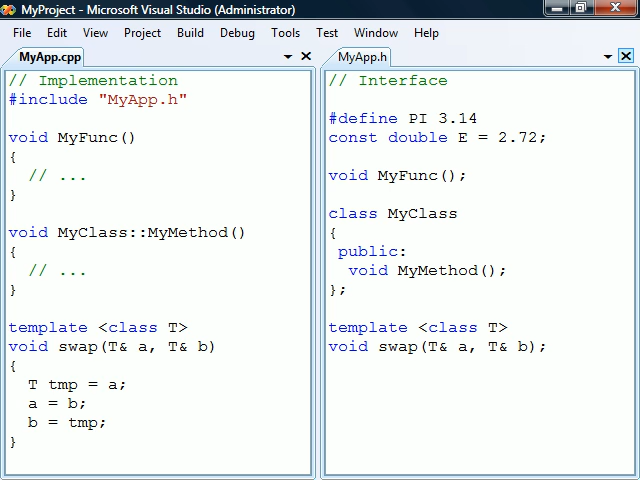 MyProject - Microsoft Visual Studio (Administrator)
File Edit View Project Build Debug Tools Test Window Help
MyApp.cpp
// Implementation
#include "MyApp.h"
void MyFunc()
{
// ...
}
void MyClass::MyMethod()
{
// ...
}
template <class T>
void swap(T& a, T& b)
{
T tmp = a;
a = b;
b = tmp;
}
MyApp.h
// Interface
#define PI 3.14
const double E = 2.72;
void MyFunc();
class MyClass
{
public:
void MyMethod();
};
template <class T>
void swap(T& a, T& b);